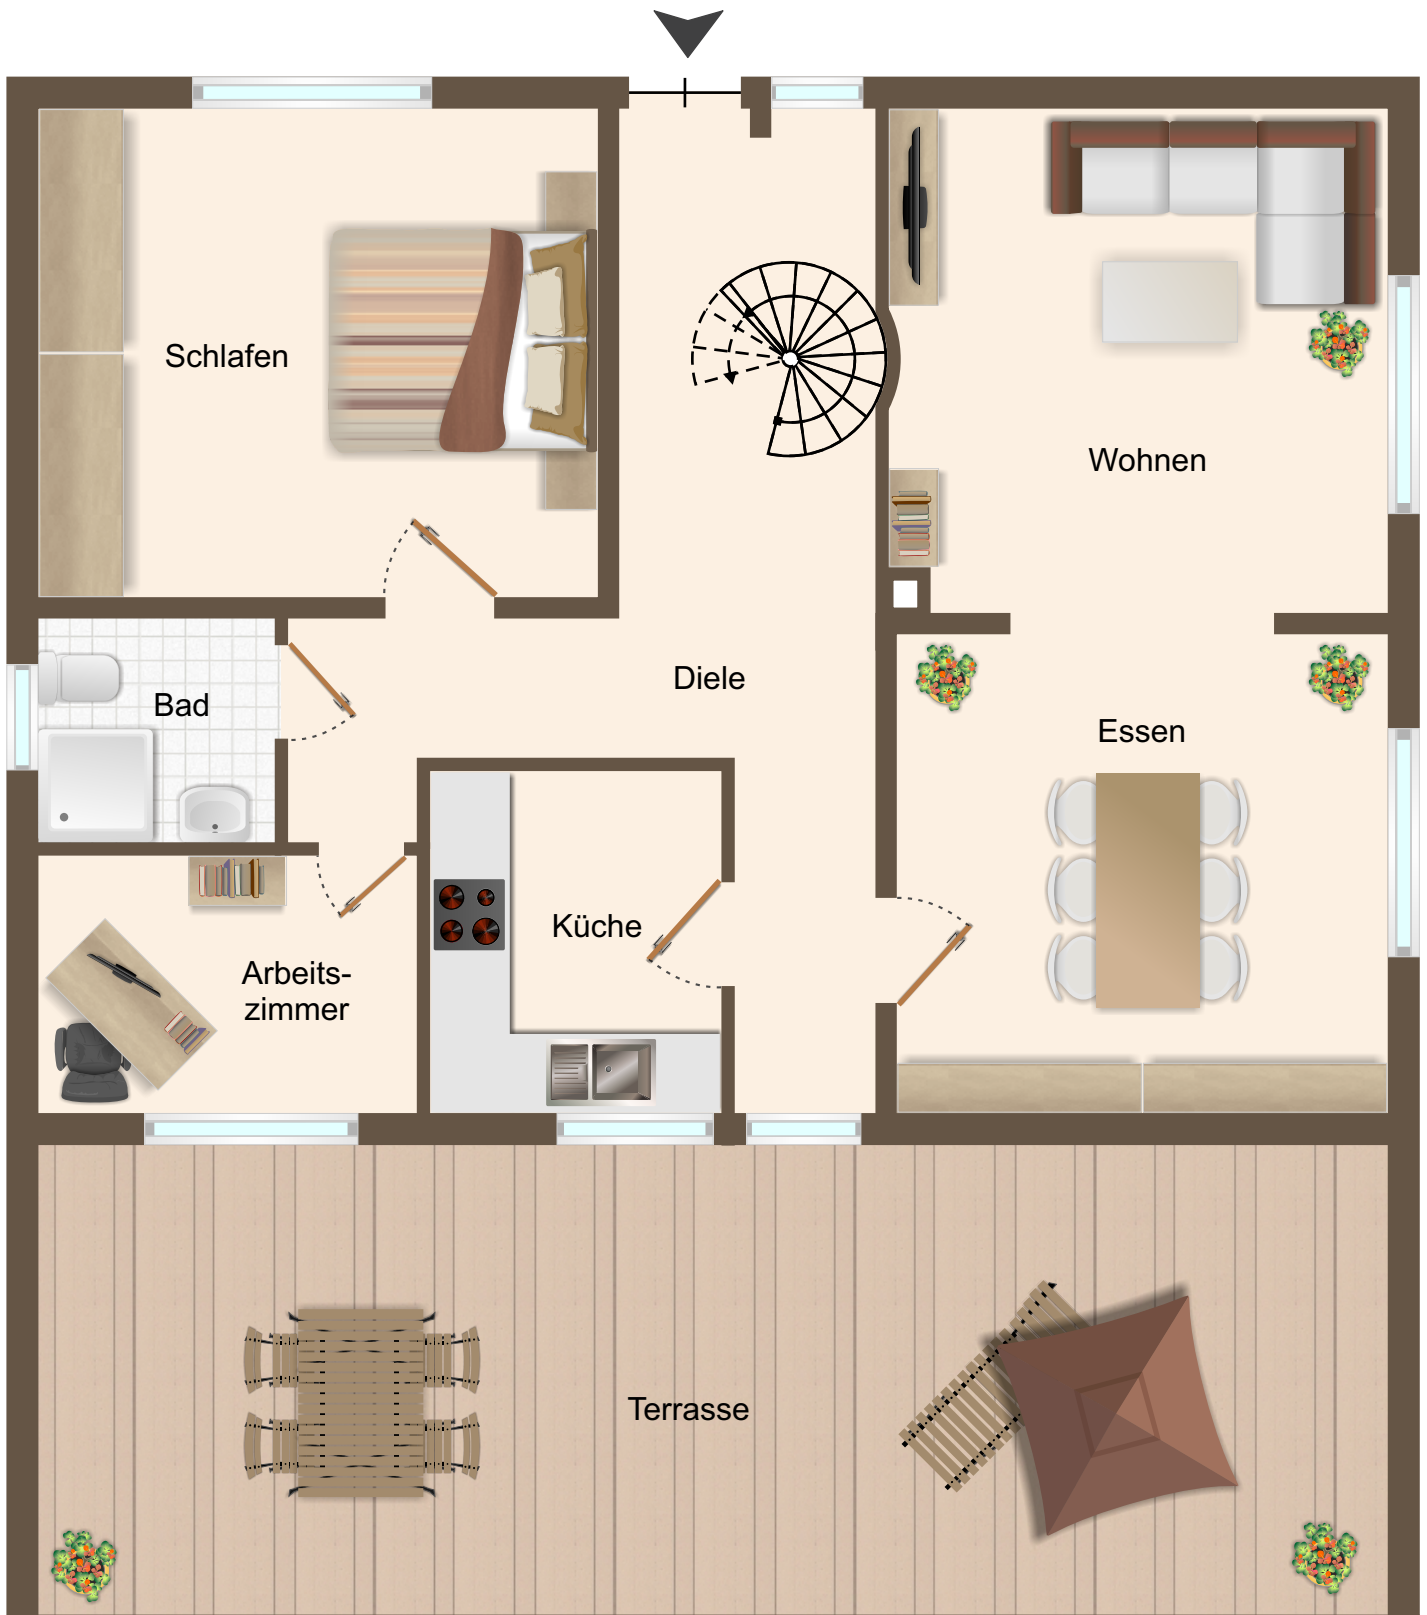 Schlafen
Wohnen
Diele
Bad
Essen
Küche
Arbeits-
zimmer
Terrasse